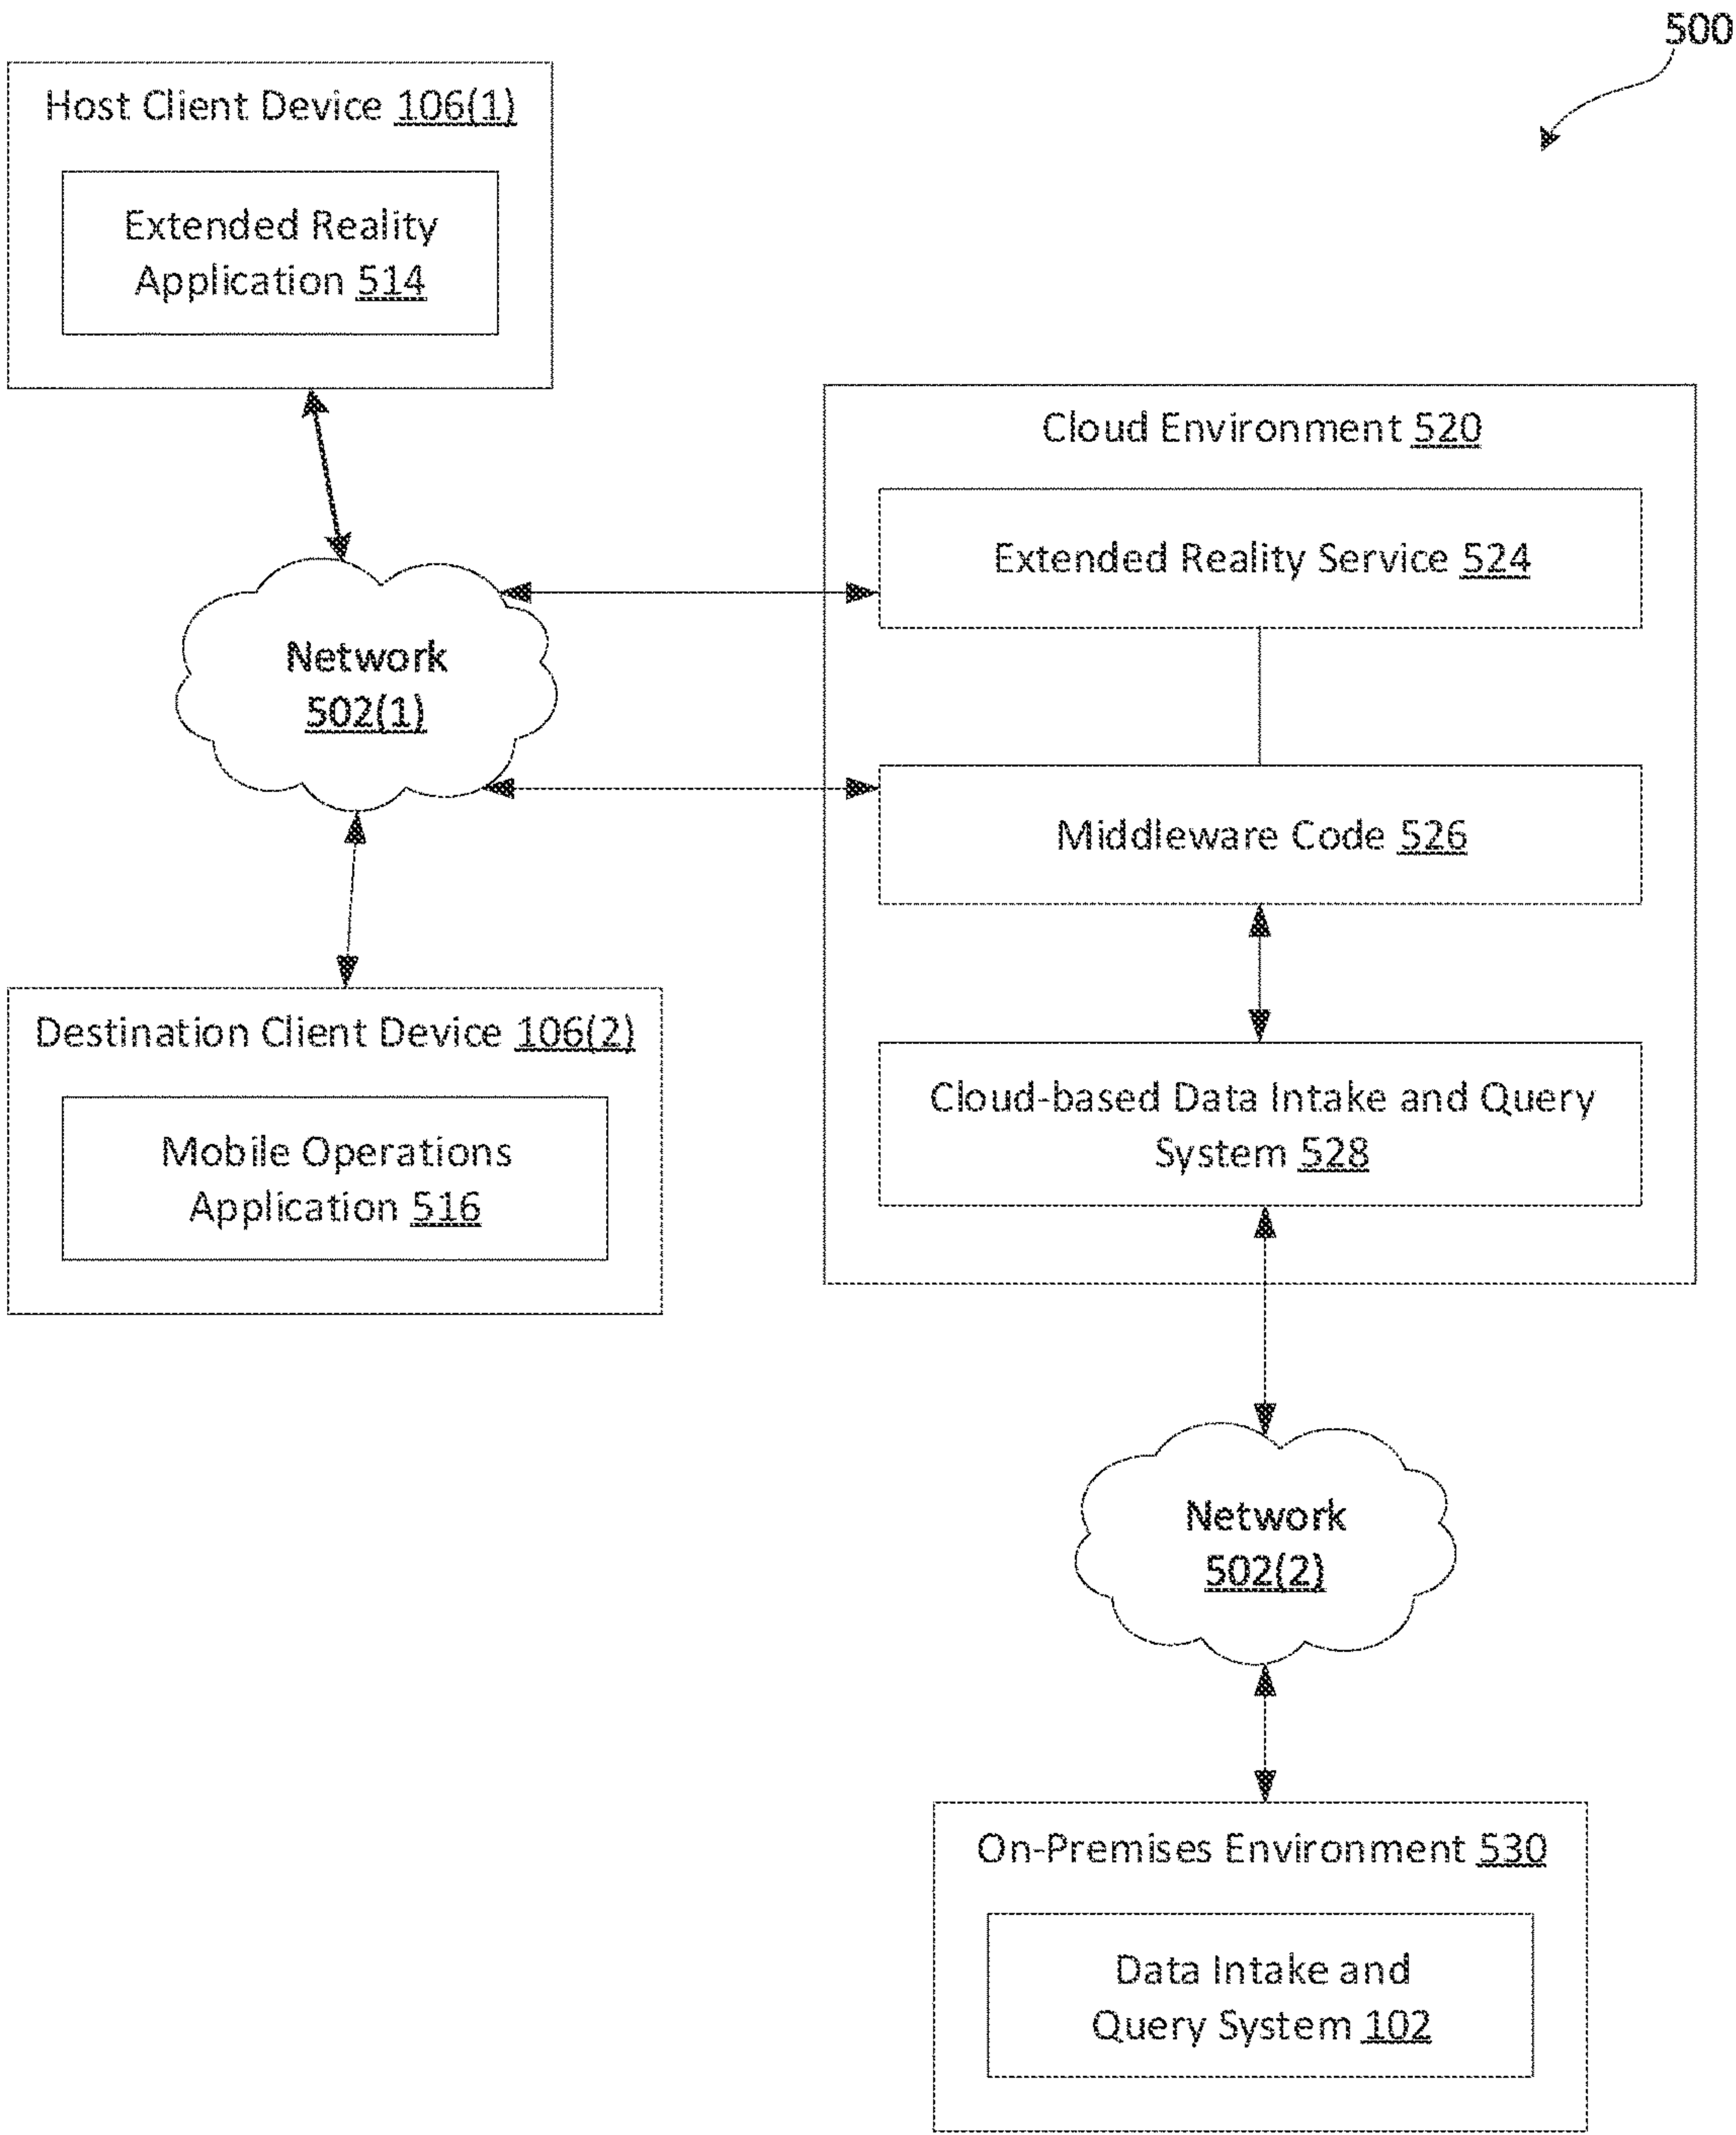 500
Host Client Device 106(1)
Extended Reality
Application 514
Cloud Environment 520
Extended Reality Service 524
Network
502(1)
Middleware Code 526
Destination Client Device 106(2)
Mobile Operations
Application 516
Cloud-based Data Intake and Query
System 528
Network
502(2)
On-Premises Environment 530
Data Intake and
Query System 102